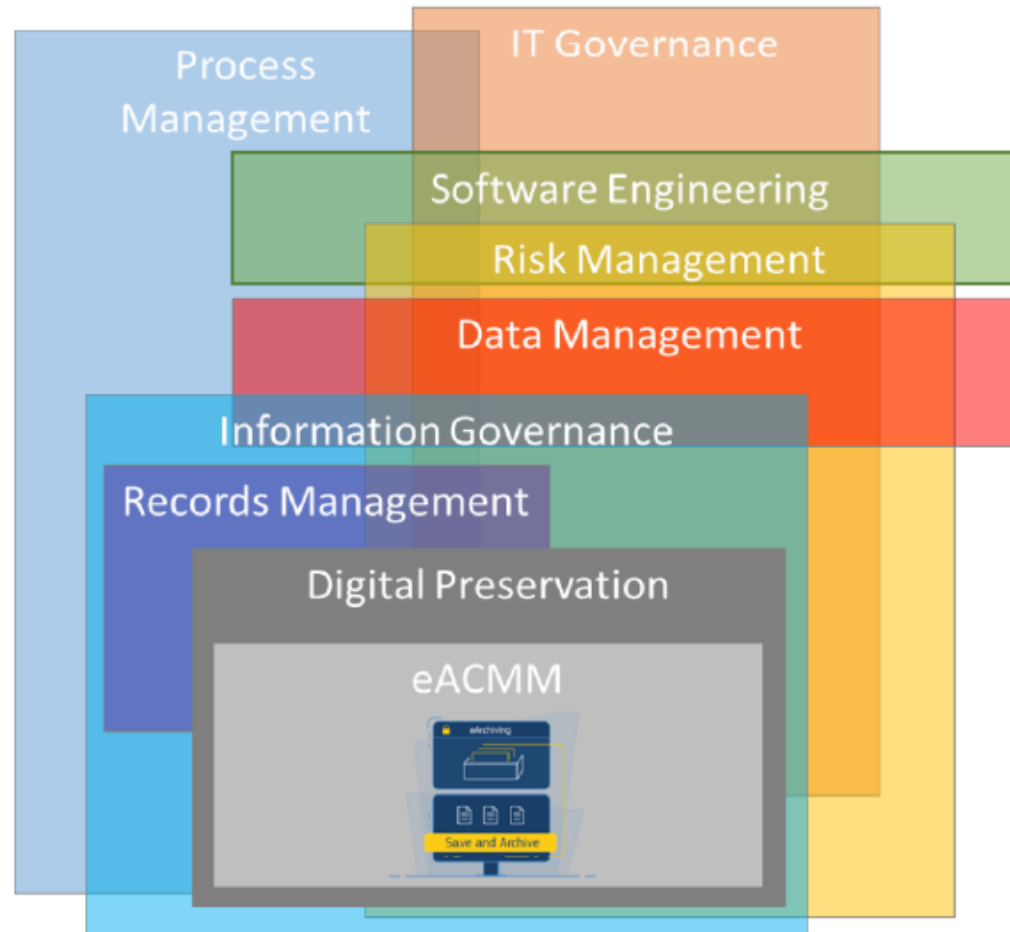 Process
Management
IT Governance
Software Engineering
Risk Management
Data Management
Information Governance
Records Management
Digital Preservation
eACMM
eArchiving
Save and Archive